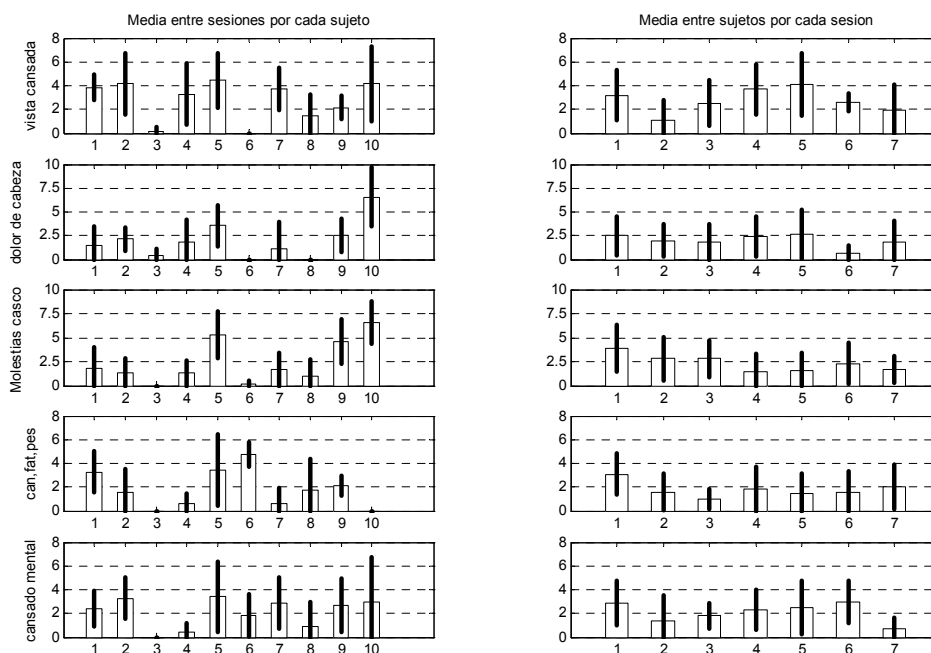 Media entre sesiones por cada sujeto
Media entre sujetos por cada sesion
vista cansada
8
6
4
2
0
1 2 3 4 5 6 7 8 9 10
8
6
4
2
0
1 2 3 4 5 6 7
dolor de cabeza
10
7.5
5
2.5
0
1 2 3 4 5 6 7 8 9 10
10
7.5
5
2.5
0
1 2 3 4 5 6 7
Molestias casco
10
7.5
5
2.5
0
1 2 3 4 5 6 7 8 9 10
10
7.5
5
2.5
0
1 2 3 4 5 6 7
can,fat,pes
8
6
4
2
0
1 2 3 4 5 6 7 8 9 10
8
6
4
2
0
1 2 3 4 5 6 7
cansado mental
8
6
4
2
0
1 2 3 4 5 6 7 8 9 10
8
6
4
2
0
1 2 3 4 5 6 7